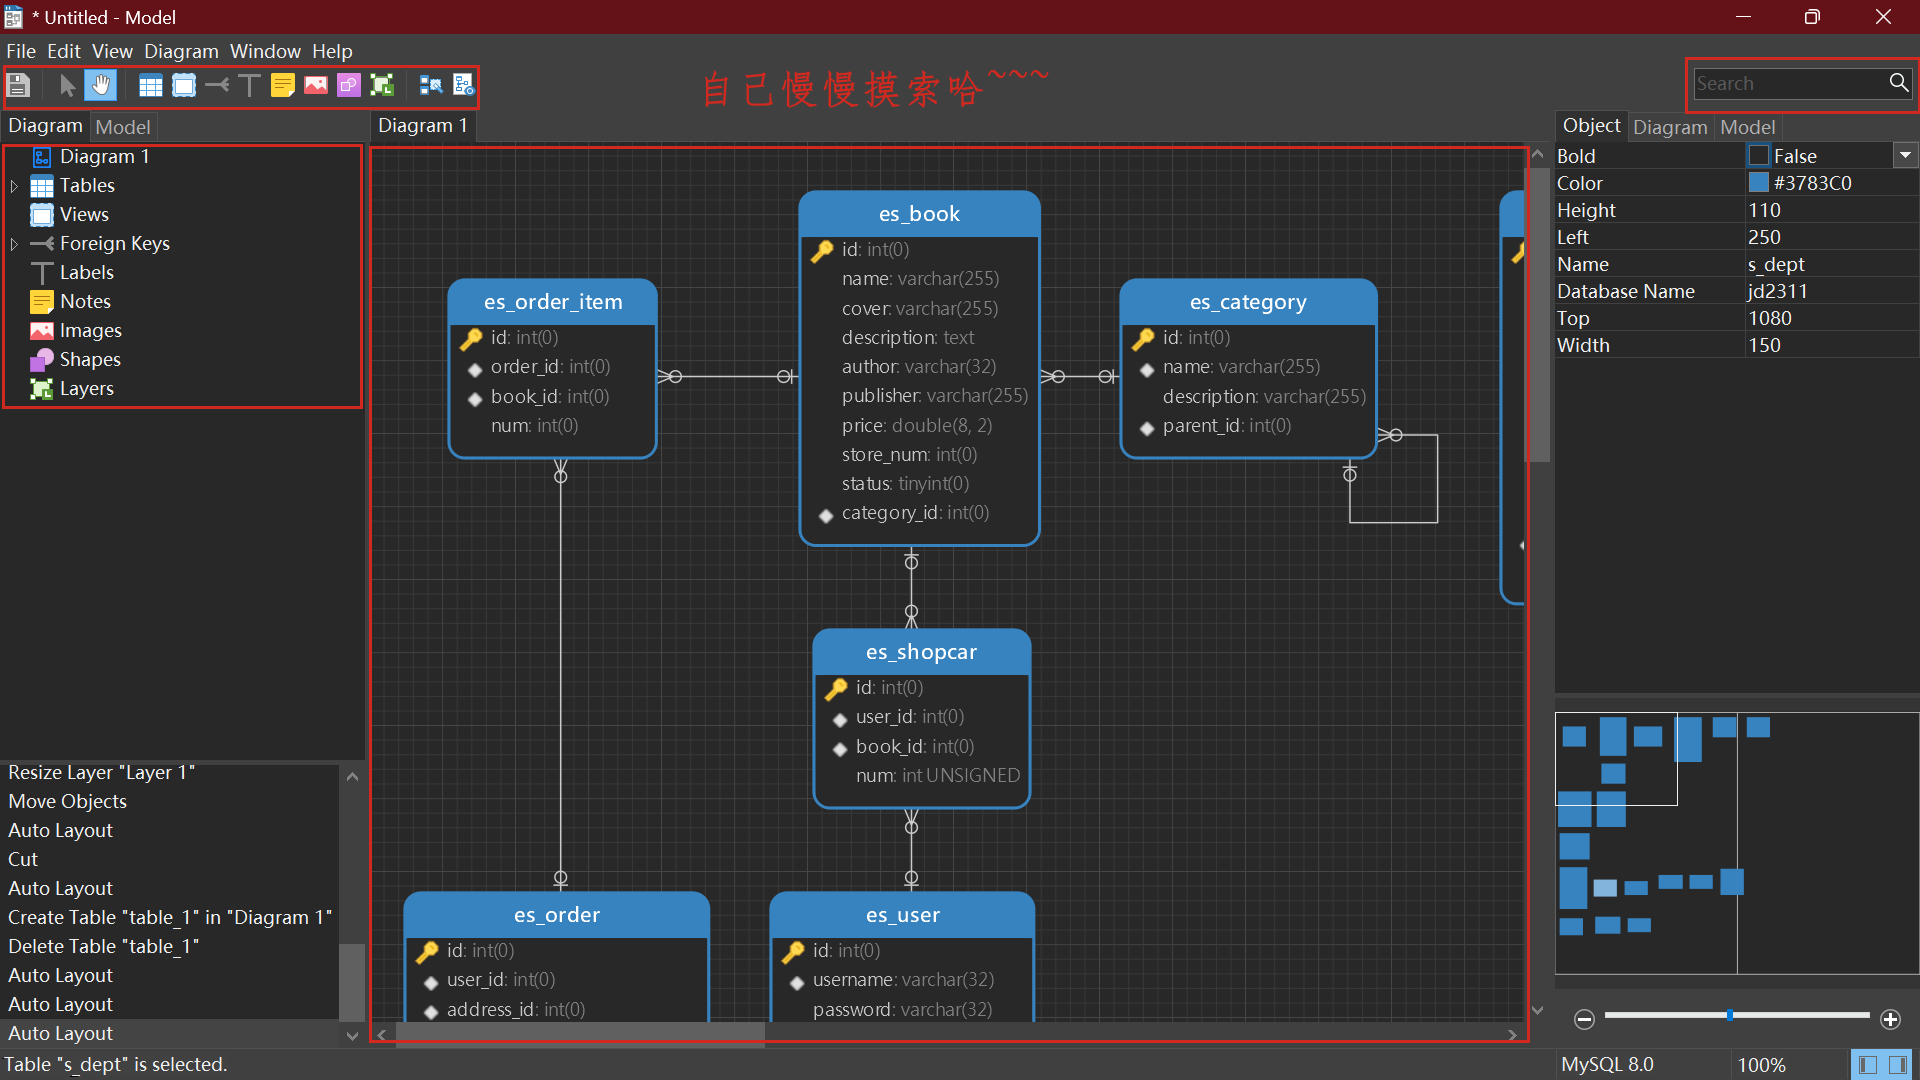 * Untitled - Model
File Edit View Diagram Window Help
自己慢慢摸索哈~~~
Search
Diagram Model
Diagram 1
Tables
Views
Foreign Keys
Labels
Notes
Images
Shapes
Layers
Resize Layer "Layer 1"
Move Objects
Auto Layout
Cut
Auto Layout
Create Table "table_1" in "Diagram 1"
Delete Table "table_1"
Auto Layout
Auto Layout
Auto Layout
Diagram 1
es_order_item
id: int(0)
order_id: int(0)
book_id: int(0)
num: int(0)
es_book
id: int(0)
name: varchar(255)
cover: varchar(255)
description: text
author: varchar(32)
publisher: varchar(255)
price: double(8, 2)
store_num: int(0)
status: tinyint(0)
category_id: int(0)
es_category
id: int(0)
name: varchar(255)
description: varchar(255)
parent_id: int(0)
es_shopcar
id: int(0)
user_id: int(0)
book_id: int(0)
num: int UNSIGNED
es_order
id: int(0)
user_id: int(0)
address_id: int(0)
es_user
id: int(0)
username: varchar(32)
password: varchar(32)
Object Diagram Model
Bold False
Color #3783C0
Height 110
Left 250
Name s_dept
Database Name jd2311
Top 1080
Width 150
Table "s_dept" is selected.
MySQL 8.0
100%